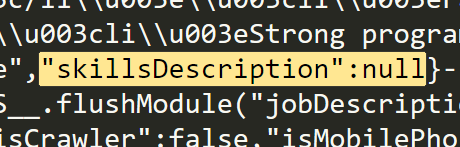 \\u003cli\\u003eStrong program
e","skillsDescription":null}-
S__.flushModule("jobDescripti
isCrawler":false,"isMobilePho